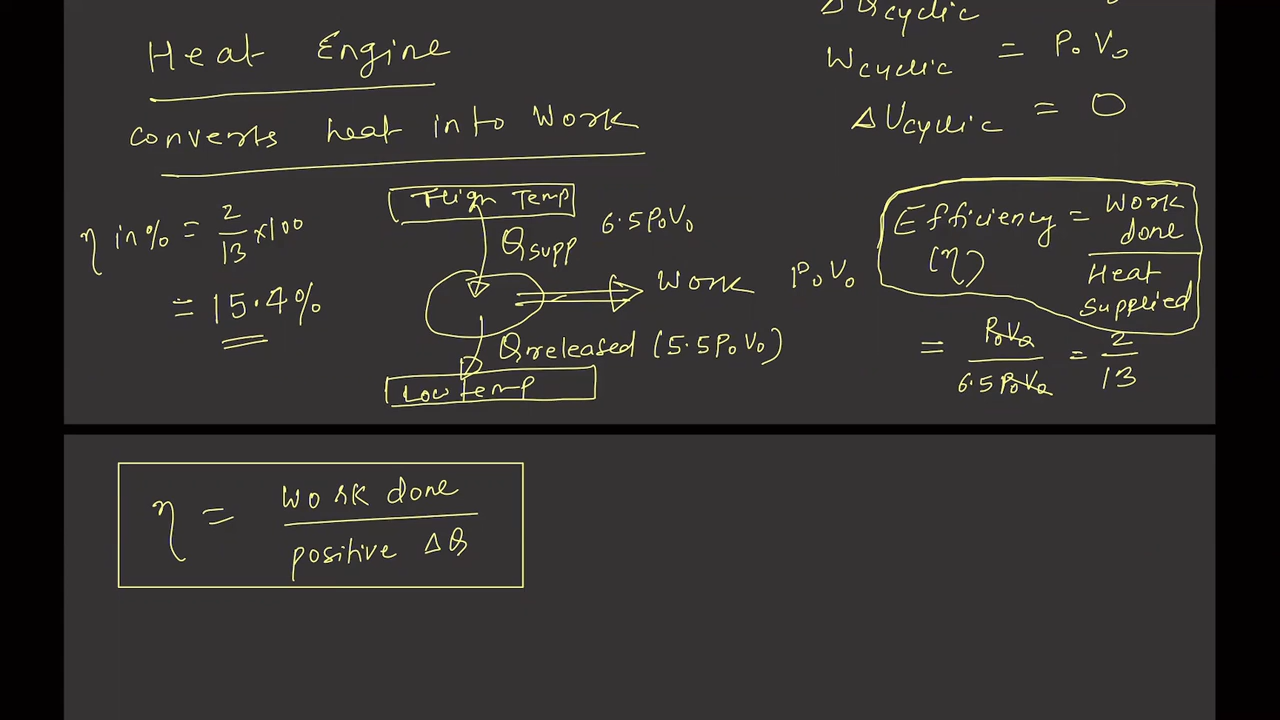 Heat Engine
converts heat into Work
cyclic
Wcyclic = P₀V₀
ΔUcyclic = 0
η in % = 2/13 ×100
= 15.4%
High Temp
Qsupp 6.5P₀V₀
Work P₀V₀
Qreleased (5.5P₀V₀)
Low Temp
Efficiency (η) = Work done / Heat supplied
= P₀V₀ / 6.5P₀V₀ = 2/13
η = work done / positive ΔQ